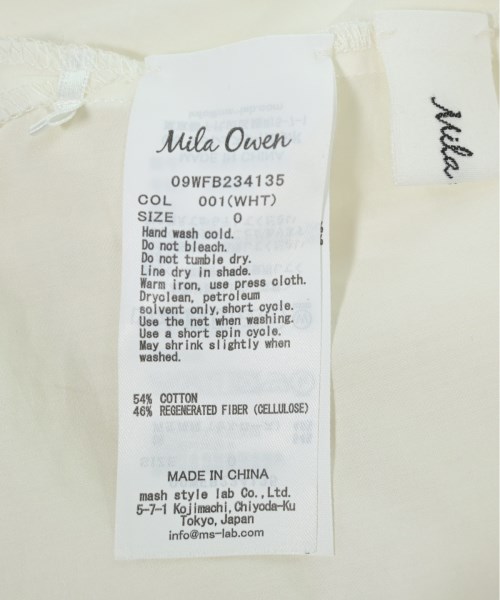 Mila Owen
09WFB234135
COL 001(WHT)
SIZE 0
Hand wash cold.
Do not bleach.
Do not tumble dry.
Line dry in shade.
Warm iron, use press cloth.
Dryclean, petroleum
solvent only, short cycle.
Use the net when washing.
Use a short spin cycle.
May shrink slightly when
washed.
54% COTTON
46% REGENERATED FIBER (CELLULOSE)
MADE IN CHINA
mash style lab Co., Ltd.
5-7-1 Kojimachi, Chiyoda-Ku
Tokyo, Japan
info@ms-lab.com
Mila